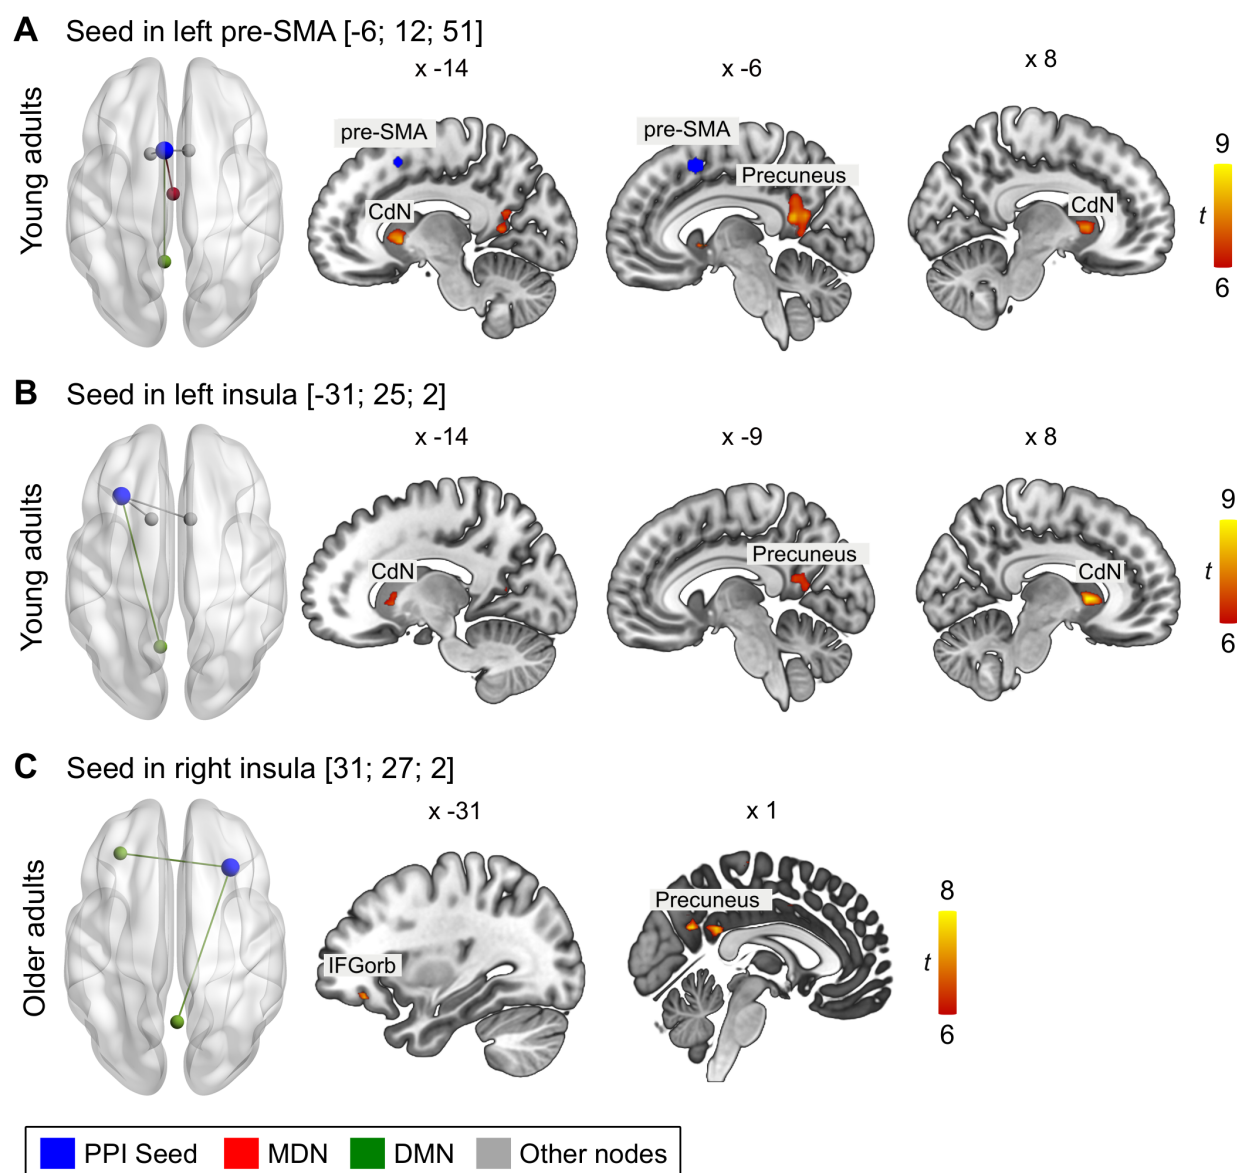 A Seed in left pre-SMA [-6; 12; 51]
Young adults
x -14
x -6
x 8
pre-SMA
CdN
pre-SMA
Precuneus
CdN
9
t
6
B Seed in left insula [-31; 25; 2]
Young adults
x -14
x -9
x 8
CdN
Precuneus
CdN
9
t
6
C Seed in right insula [31; 27; 2]
Older adults
x -31
x 1
IFGorb
Precuneus
8
t
6
PPI Seed MDN DMN Other nodes